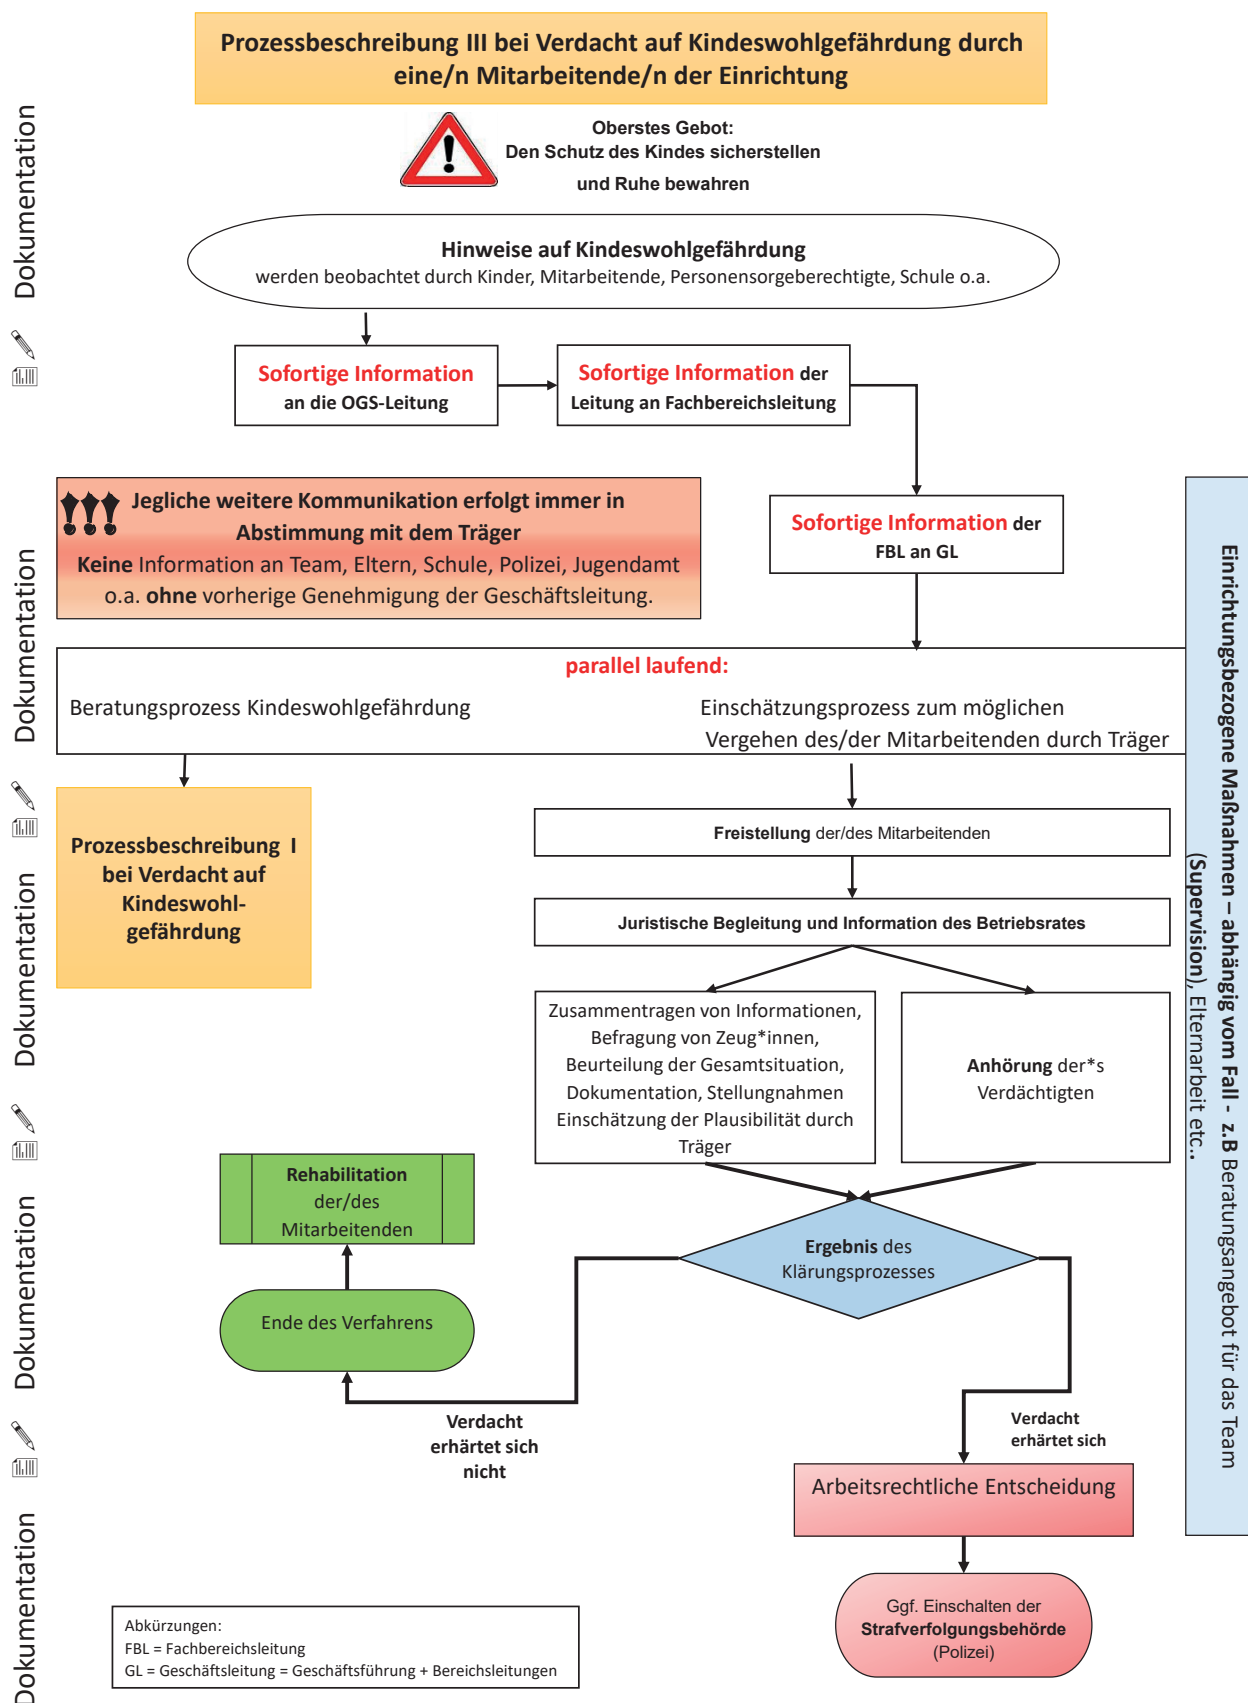 Prozessbeschreibung III bei Verdacht auf Kindeswohlgefährdung durch
eine/n Mitarbeitende/n der Einrichtung
Oberstes Gebot:
Den Schutz des Kindes sicherstellen
und Ruhe bewahren
Hinweise auf Kindeswohlgefährdung
werden beobachtet durch Kinder, Mitarbeitende, Personensorgeberechtigte, Schule o.a.
Sofortige Information
an die OGS-Leitung
Sofortige Information der
Leitung an Fachbereichsleitung
Jegliche weitere Kommunikation erfolgt immer in
Abstimmung mit dem Träger
Keine Information an Team, Eltern, Schule, Polizei, Jugendamt
o.a. ohne vorherige Genehmigung der Geschäftsleitung.
Sofortige Information der
FBL an GL
parallel laufend:
Beratungsprozess Kindeswohlgefährdung
Einschätzungsprozess zum möglichen
Vergehen des/der Mitarbeitenden durch Träger
Prozessbeschreibung I
bei Verdacht auf
Kindeswohl-
gefährdung
Freistellung der/des Mitarbeitenden
Juristische Begleitung und Information des Betriebsrates
Zusammentragen von Informationen,
Befragung von Zeug*innen,
Beurteilung der Gesamtsituation,
Dokumentation, Stellungnahmen
Einschätzung der Plausibilität durch
Träger
Anhörung der*s
Verdächtigten
Rehabilitation
der/des
Mitarbeitenden
Ergebnis des
Klärungsprozesses
Ende des Verfahrens
Verdacht
erhärtet sich
nicht
Verdacht
erhärtet sich
Arbeitsrechtliche Entscheidung
Ggf. Einschalten der
Strafverfolgungsbehörde
(Polizei)
Abkürzungen:
FBL = Fachbereichsleitung
GL = Geschäftsleitung = Geschäftsführung + Bereichsleitungen
Einrichtungsbezogene Maßnahmen – abhängig vom Fall - z.B Beratungsangebot für das Team
(Supervision), Elternarbeit etc..
Dokumentation
Dokumentation
Dokumentation
Dokumentation
Dokumentation